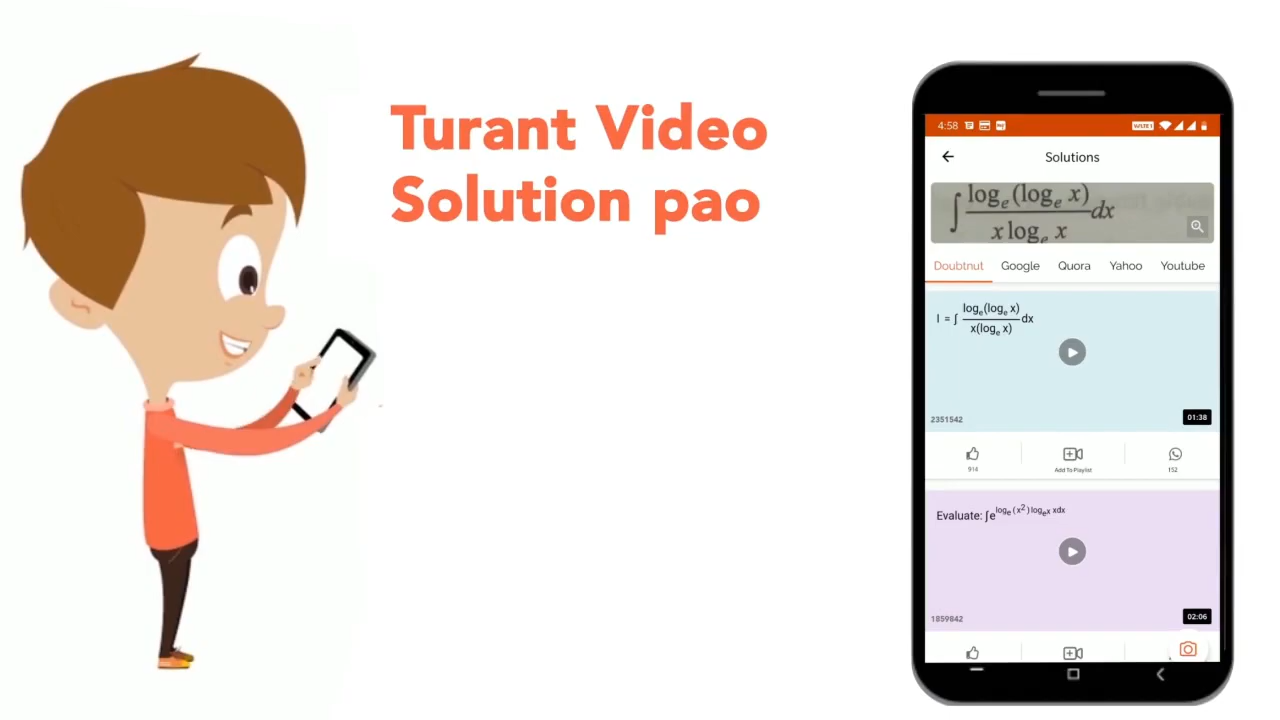 Turant Video
Solution pao
4:58
VoLTE1
Solutions
∫ logₑ(logₑ x) / x logₑ x dx
Doubtnut Google Quora Yahoo Youtube
I = ∫ logₑ(logₑ x) / x(logₑ x) dx
2351542 01:38
914 Add To Playlist 152
Evaluate: ∫e^logₑ(x²)logₑx xdx
1859842 02:06